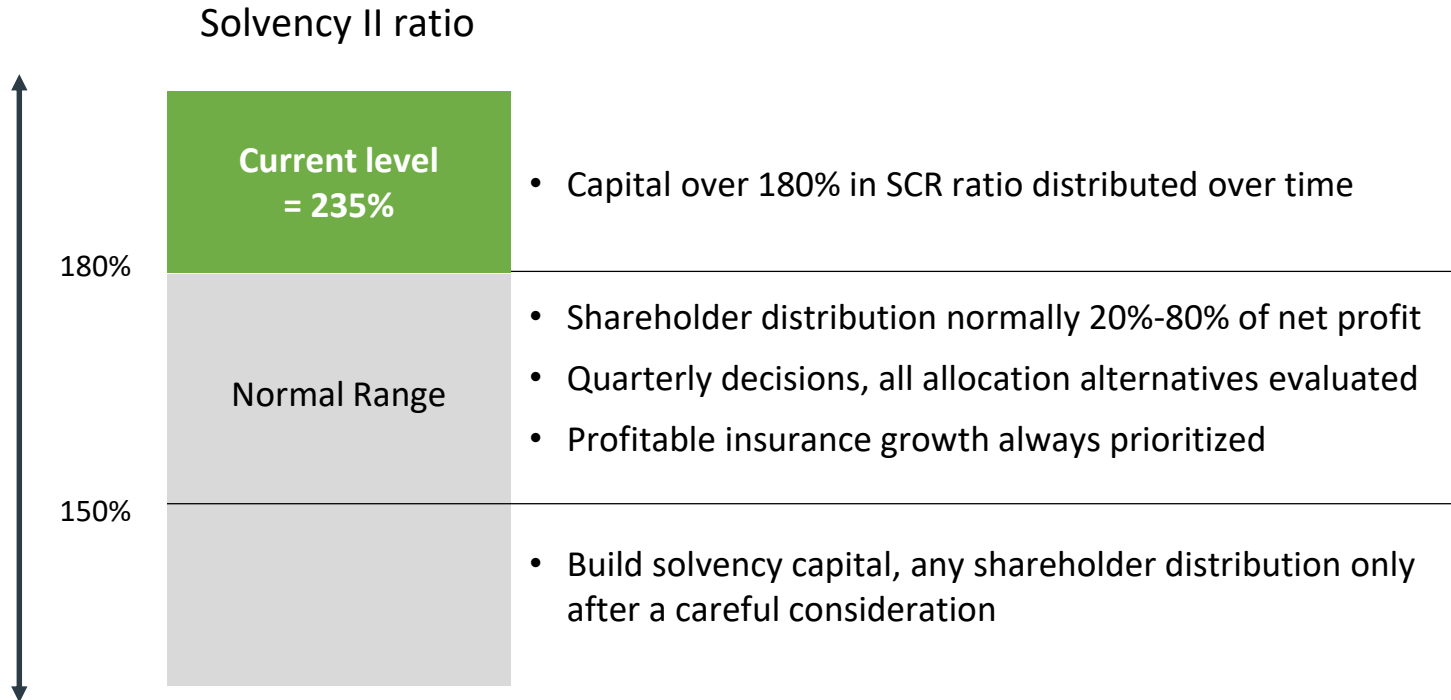 Solvency II ratio
Current level
= 235%
• Capital over 180% in SCR ratio distributed over time
180%
• Shareholder distribution normally 20%-80% of net profit
• Quarterly decisions, all allocation alternatives evaluated
Normal Range
• Profitable insurance growth always prioritized
150%
• Build solvency capital, any shareholder distribution only
after a careful consideration